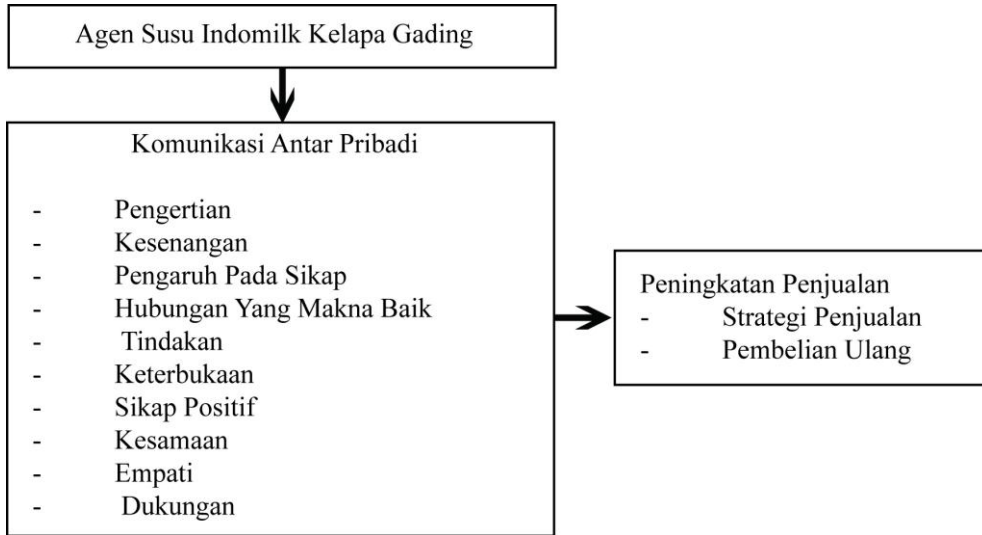 Agen Susu Indomilk Kelapa Gading
Komunikasi Antar Pribadi
- Pengertian
- Kesenangan
- Pengaruh Pada Sikap
- Hubungan Yang Makna Baik
- Tindakan
- Keterbukaan
- Sikap Positif
- Kesamaan
- Empati
- Dukungan
Peningkatan Penjualan
- Strategi Penjualan
- Pembelian Ulang